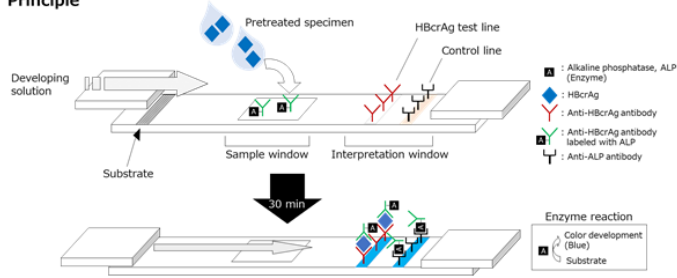 Principle
Pretreated specimen
HBcrAg test line
Control line
Developing
solution
A : Alkaline phosphatase, ALP
(Enzyme)
: HBcrAg
: Anti-HBcrAg antibody
A : Anti-HBcrAg antibody
labeled with ALP
: Anti-ALP antibody
A
A
Substrate
Sample window
Interpretation window
30 min
Enzyme reaction
A
A
A
A
Color development
(Blue)
A
Substrate